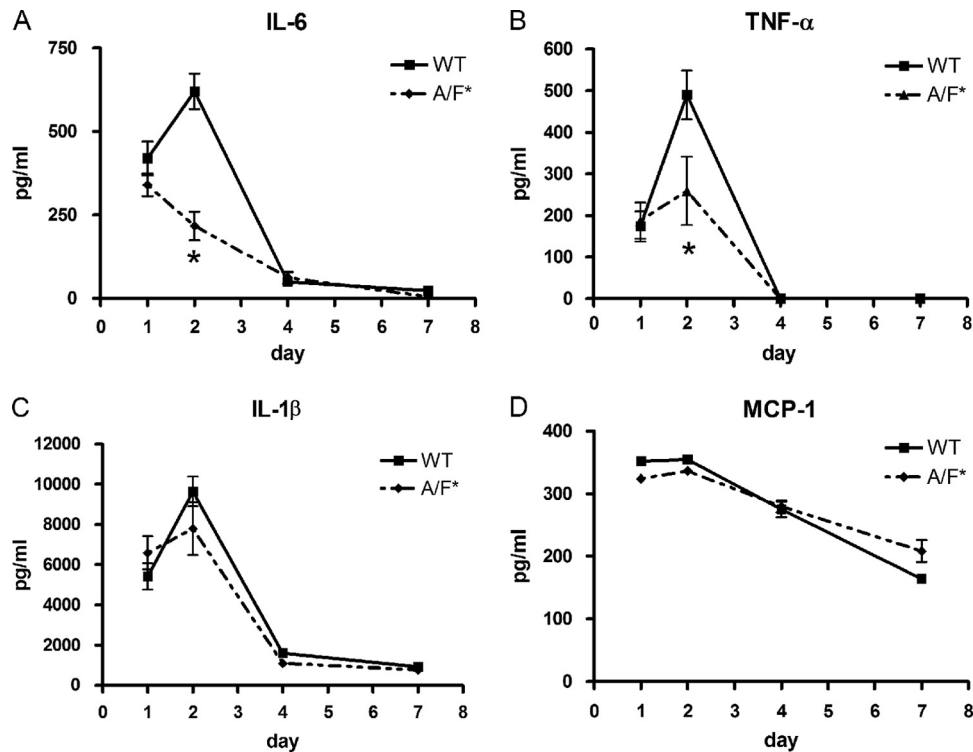 A
IL-6
750
500
250
0
pg/ml
WT
A/F*
*
0 1 2 3 4 5 6 7 8
day
B
TNF-α
600
500
400
300
200
100
0
pg/ml
WT
A/F*
*
0 1 2 3 4 5 6 7 8
day
C
IL-1β
12000
10000
8000
6000
4000
2000
0
pg/ml
WT
A/F*
0 1 2 3 4 5 6 7 8
day
D
MCP-1
400
300
200
100
0
pg/ml
WT
A/F*
0 1 2 3 4 5 6 7 8
day